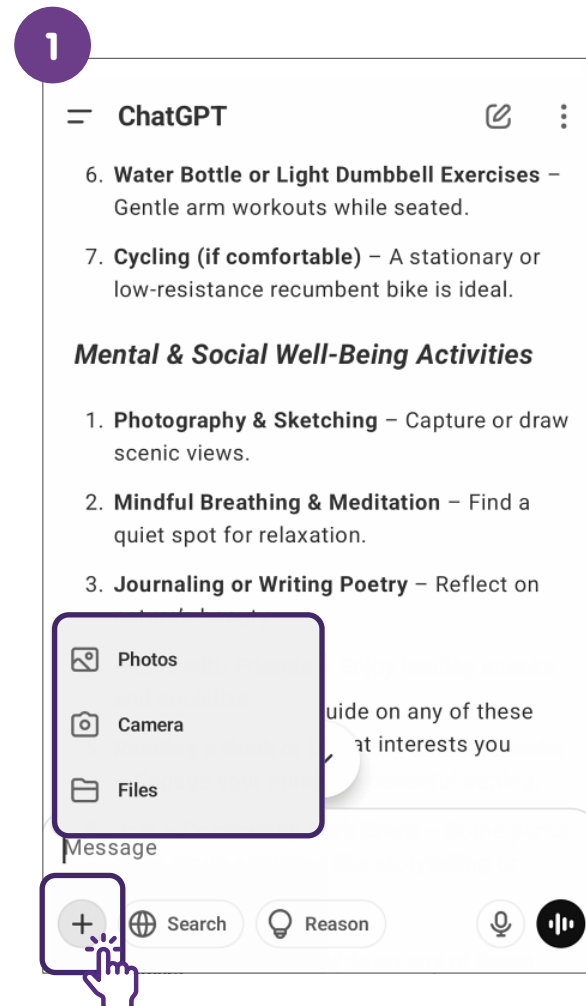 1
ChatGPT
6. Water Bottle or Light Dumbbell Exercises –
Gentle arm workouts while seated.
7. Cycling (if comfortable) – A stationary or
low-resistance recumbent bike is ideal.
Mental & Social Well-Being Activities
1. Photography & Sketching – Capture or draw
scenic views.
2. Mindful Breathing & Meditation – Find a
quiet spot for relaxation.
3. Journaling or Writing Poetry – Reflect on
Photos
Camera
on any of these
Files
interests you
Message
Search
Reason